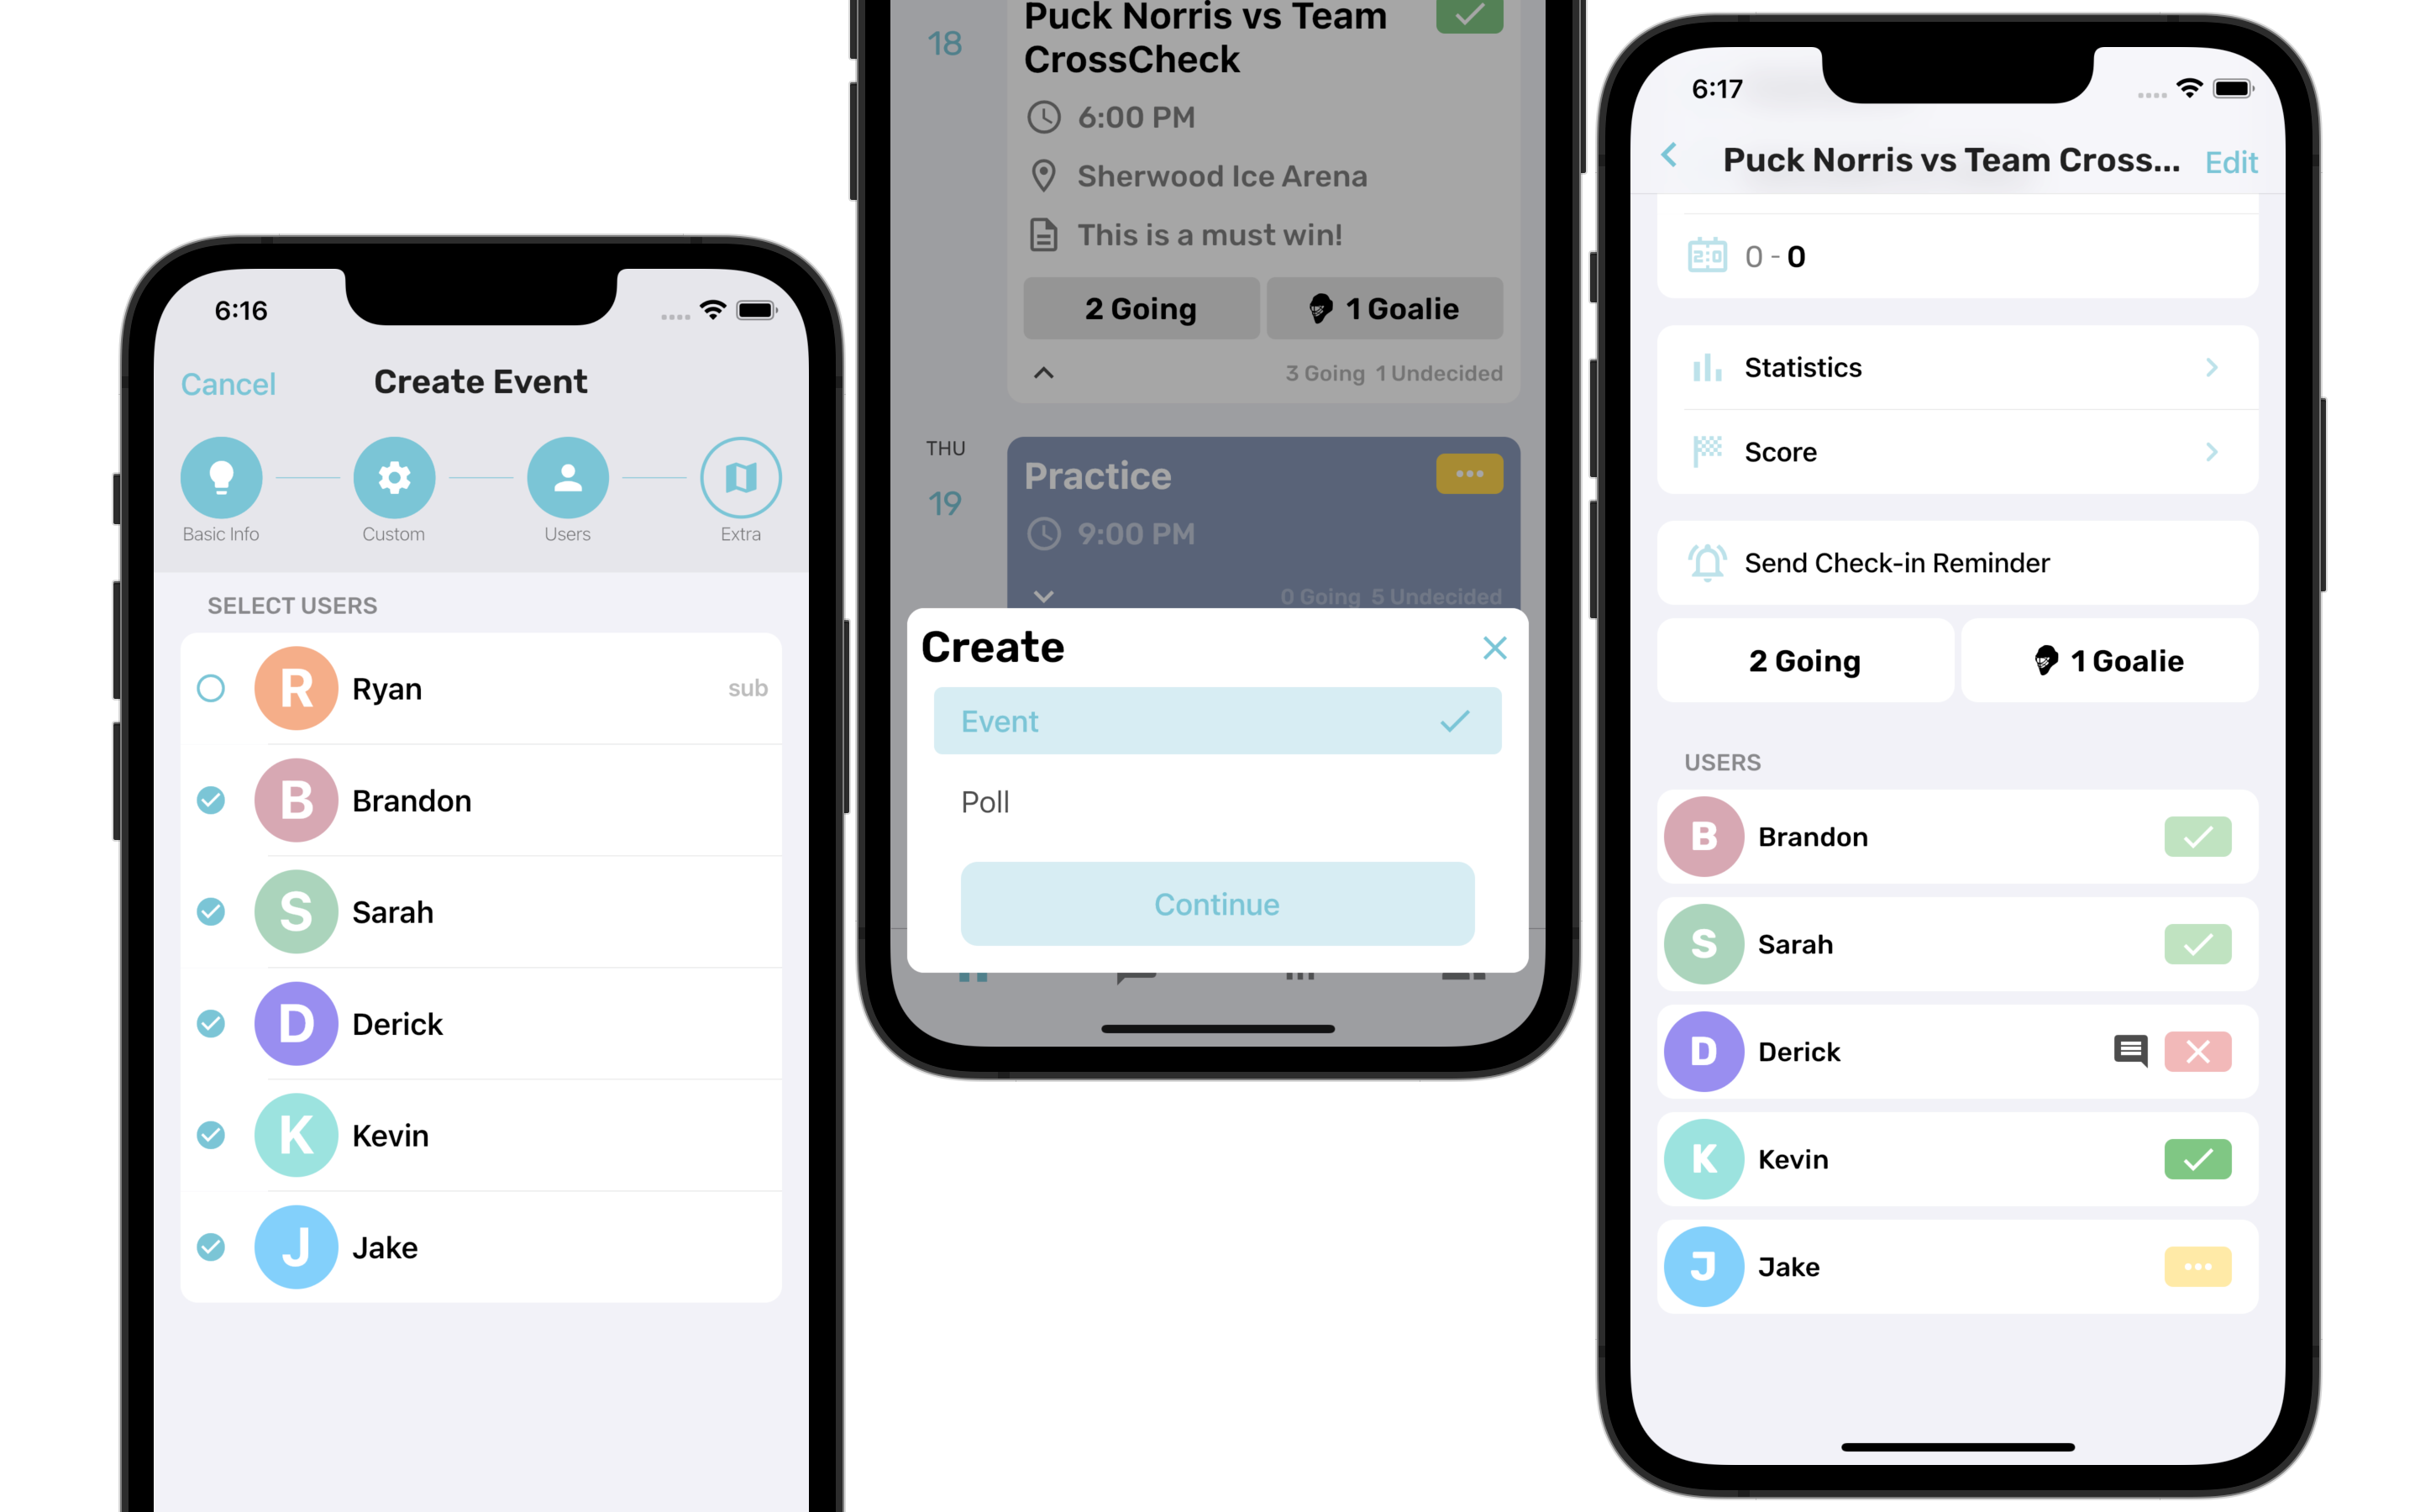 6:16
Cancel
Create Event
Basic Info
Custom
Users
Extra
SELECT USERS
R
Ryan
sub
B
Brandon
S
Sarah
D
Derick
K
Kevin
J
Jake
18
Puck Norris vs Team
CrossCheck
6:00 PM
Sherwood Ice Arena
This is a must win!
2 Going
1 Goalie
3 Going 1 Undecided
THU
19
Practice
9:00 PM
0 Going 5 Undecided
Create
Event
Poll
Continue
6:17
Puck Norris vs Team Cross...
Edit
2:0
0 - 0
Statistics
Score
Send Check-in Reminder
2 Going
1 Goalie
USERS
B
Brandon
S
Sarah
D
Derick
K
Kevin
J
Jake